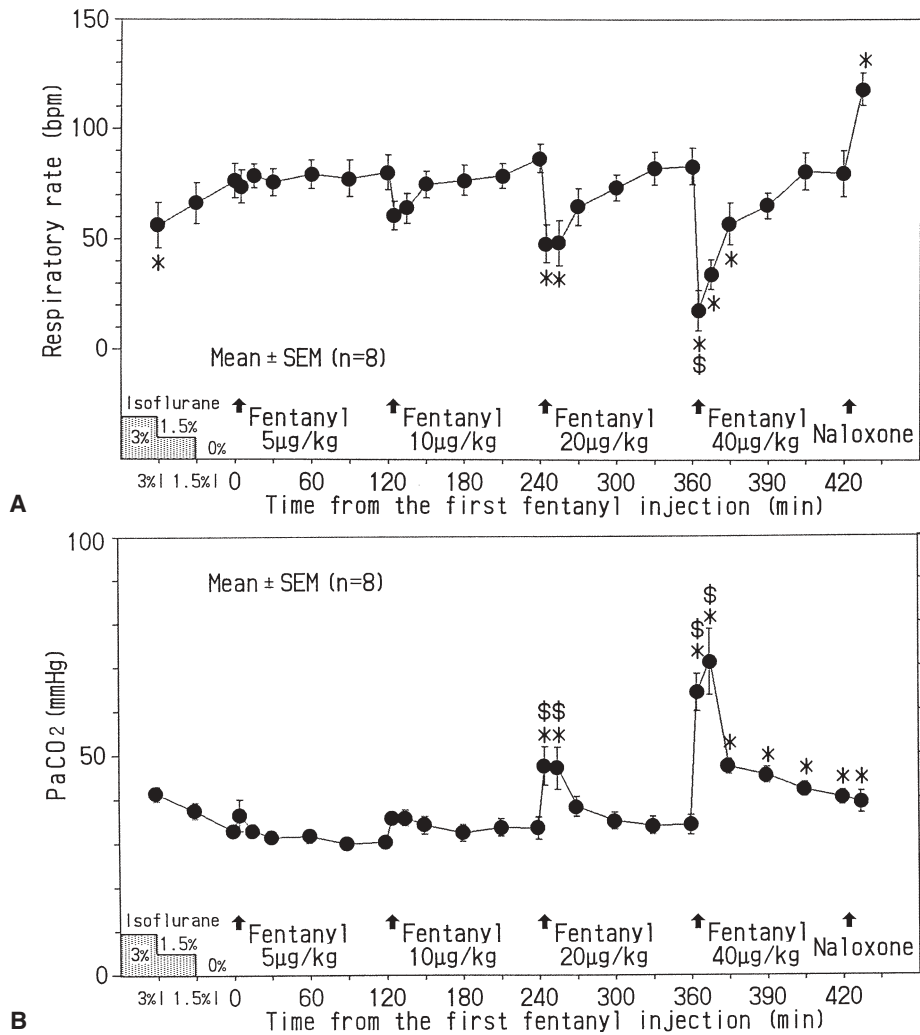 150
100
50
0
Respiratory rate (bpm)
*
* *
*
$
*
*
*
Mean ± SEM (n=8)
Isoflurane
3% 1.5% 0%
Fentanyl 5μg/kg
Fentanyl 10μg/kg
Fentanyl 20μg/kg
Fentanyl 40μg/kg
Naloxone
3%| 1.5%| 0 60 120 180 240 300 360 390 420
Time from the first fentanyl injection (min)
A
100
50
0
PaCO2 (mmHg)
Mean ± SEM (n=8)
$ $
* *
$
*
$
*
* * * * *
Isoflurane
3% 1.5% 0%
Fentanyl 5μg/kg
Fentanyl 10μg/kg
Fentanyl 20μg/kg
Fentanyl 40μg/kg
Naloxone
3%| 1.5%| 0 60 120 180 240 300 360 390 420
Time from the first fentanyl injection (min)
B